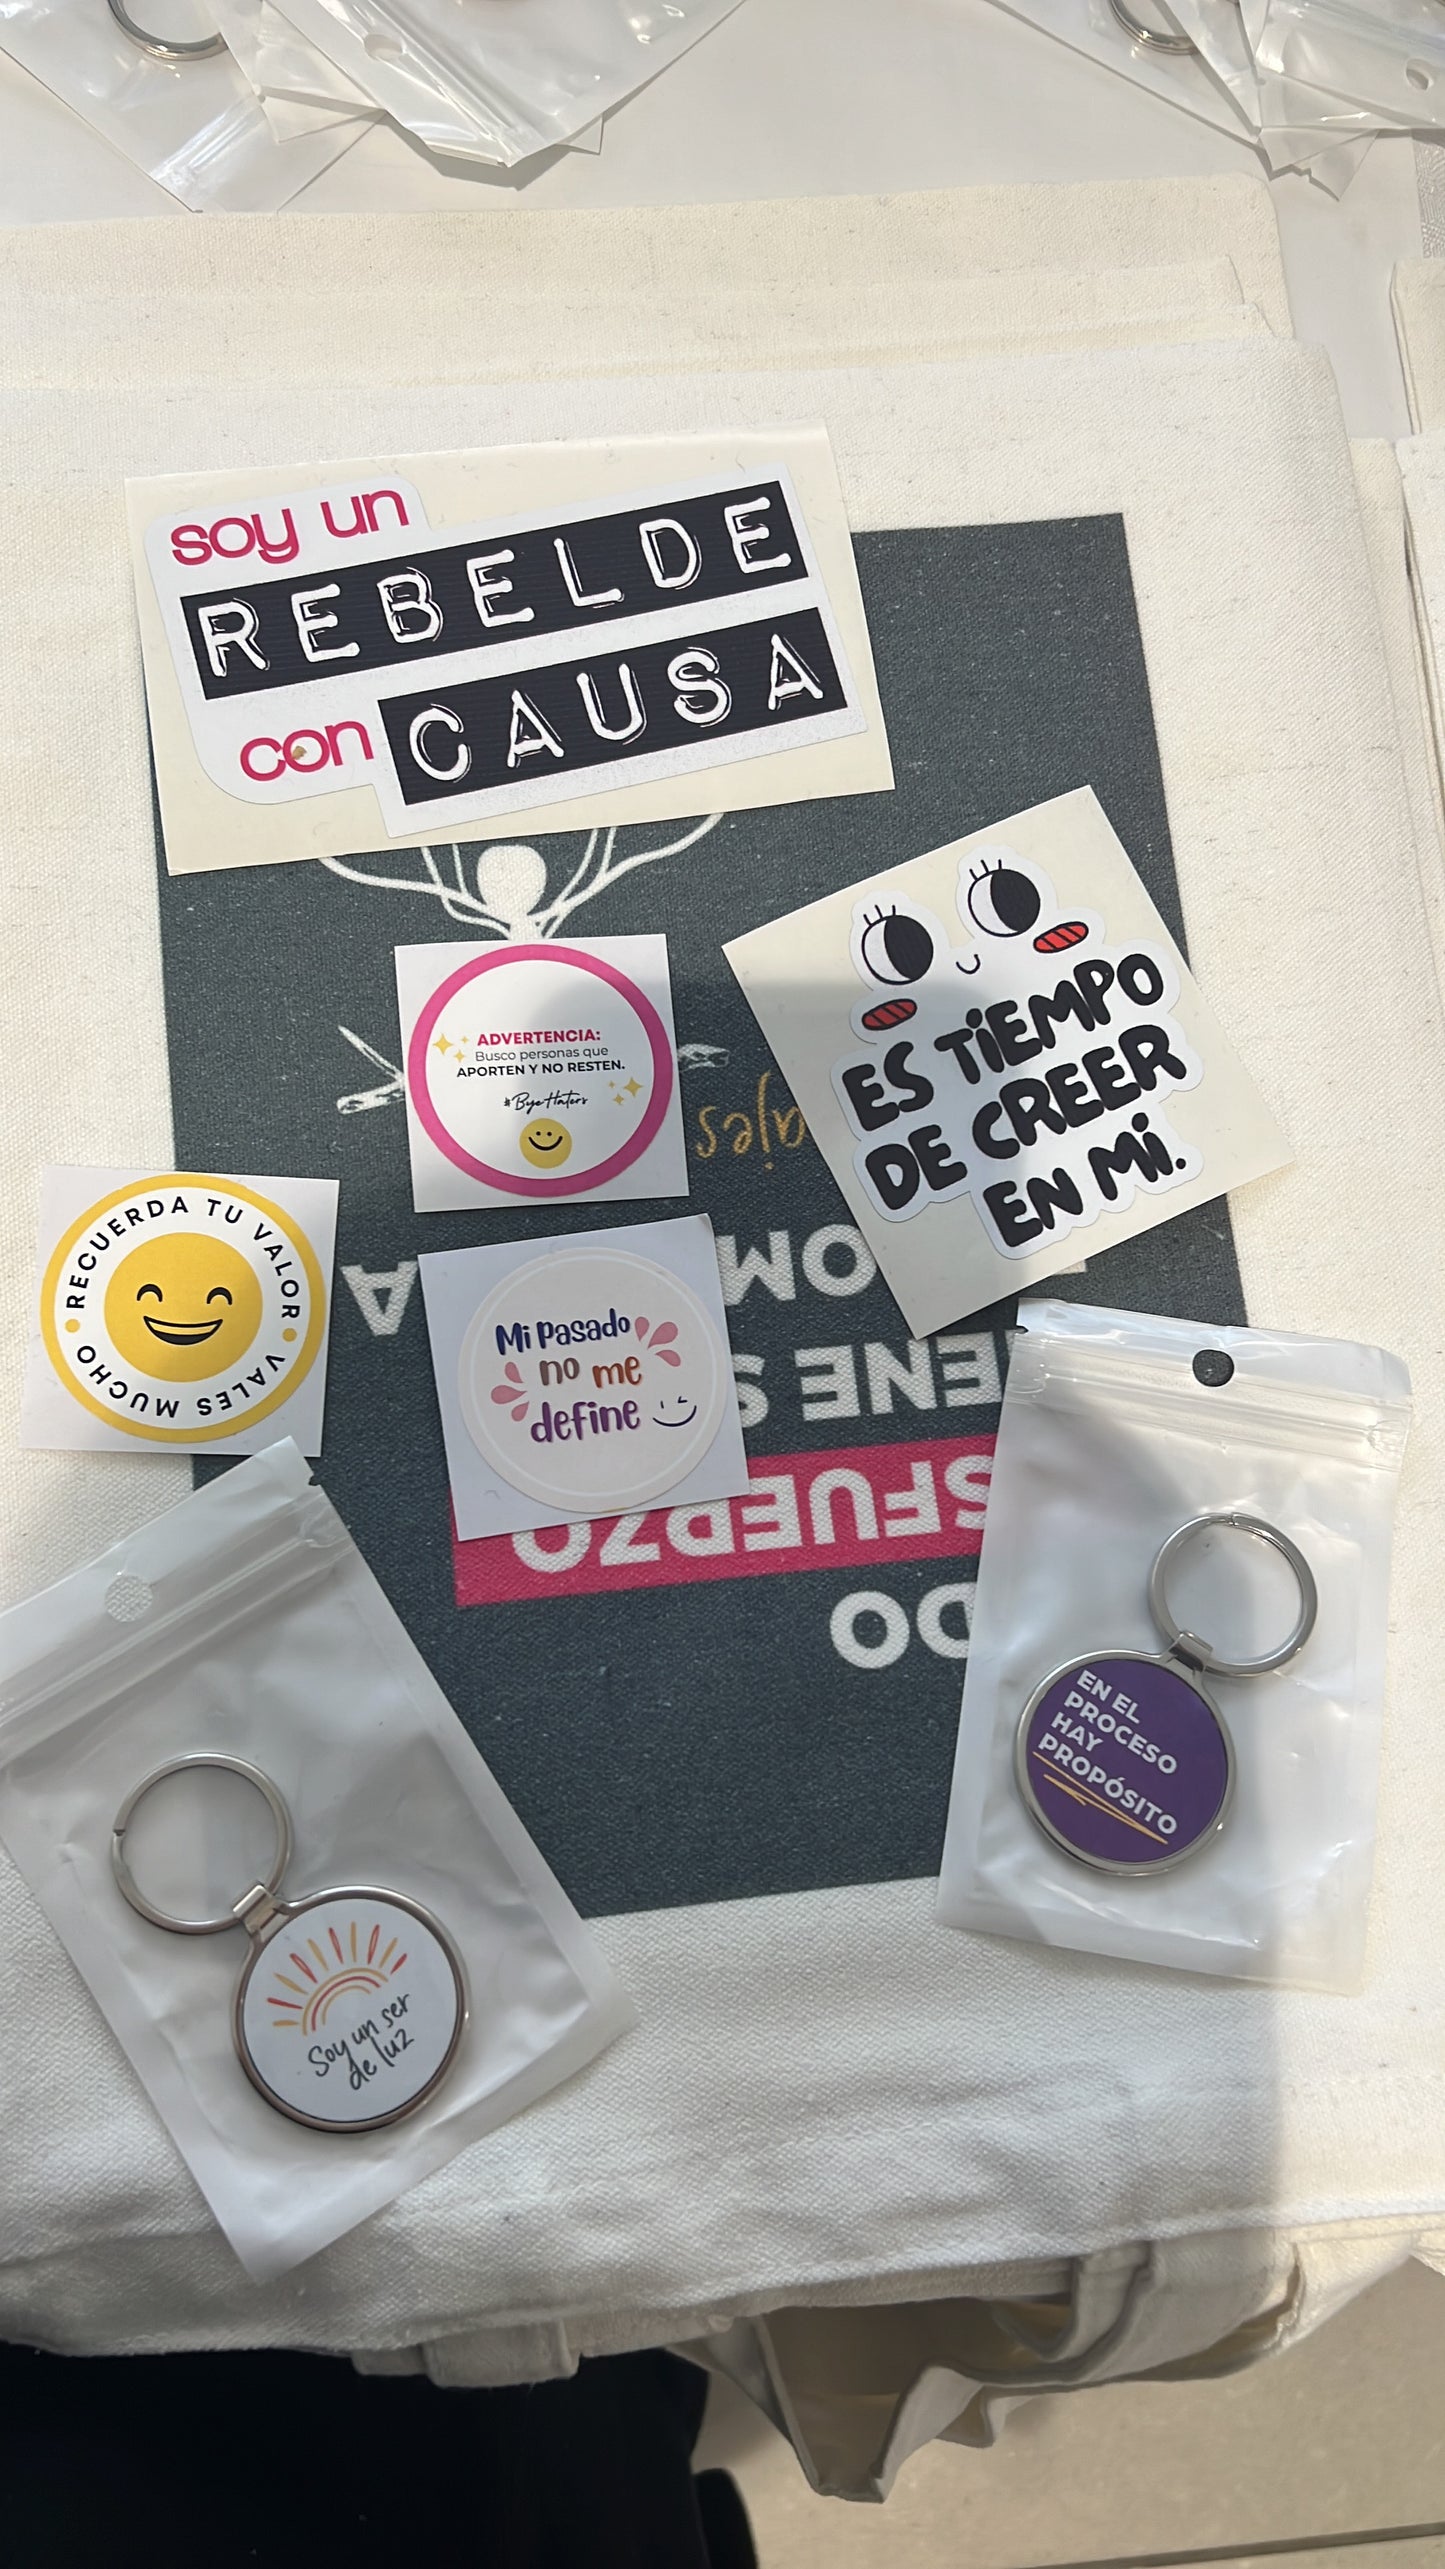 soy un
REBELDE
con CAUSA
ES TiEMPO
DE CREER
EN Mi.
ADVERTENCIA:
Busco personas que
APORTEN Y NO RESTEN.
#ByeHaters
RECUERDA TU VALOR • VALES MUCHO •
Mi Pasado
no me
define
EN EL
PROCESO
HAY
PROPÓSITO
Soy un ser
de luz